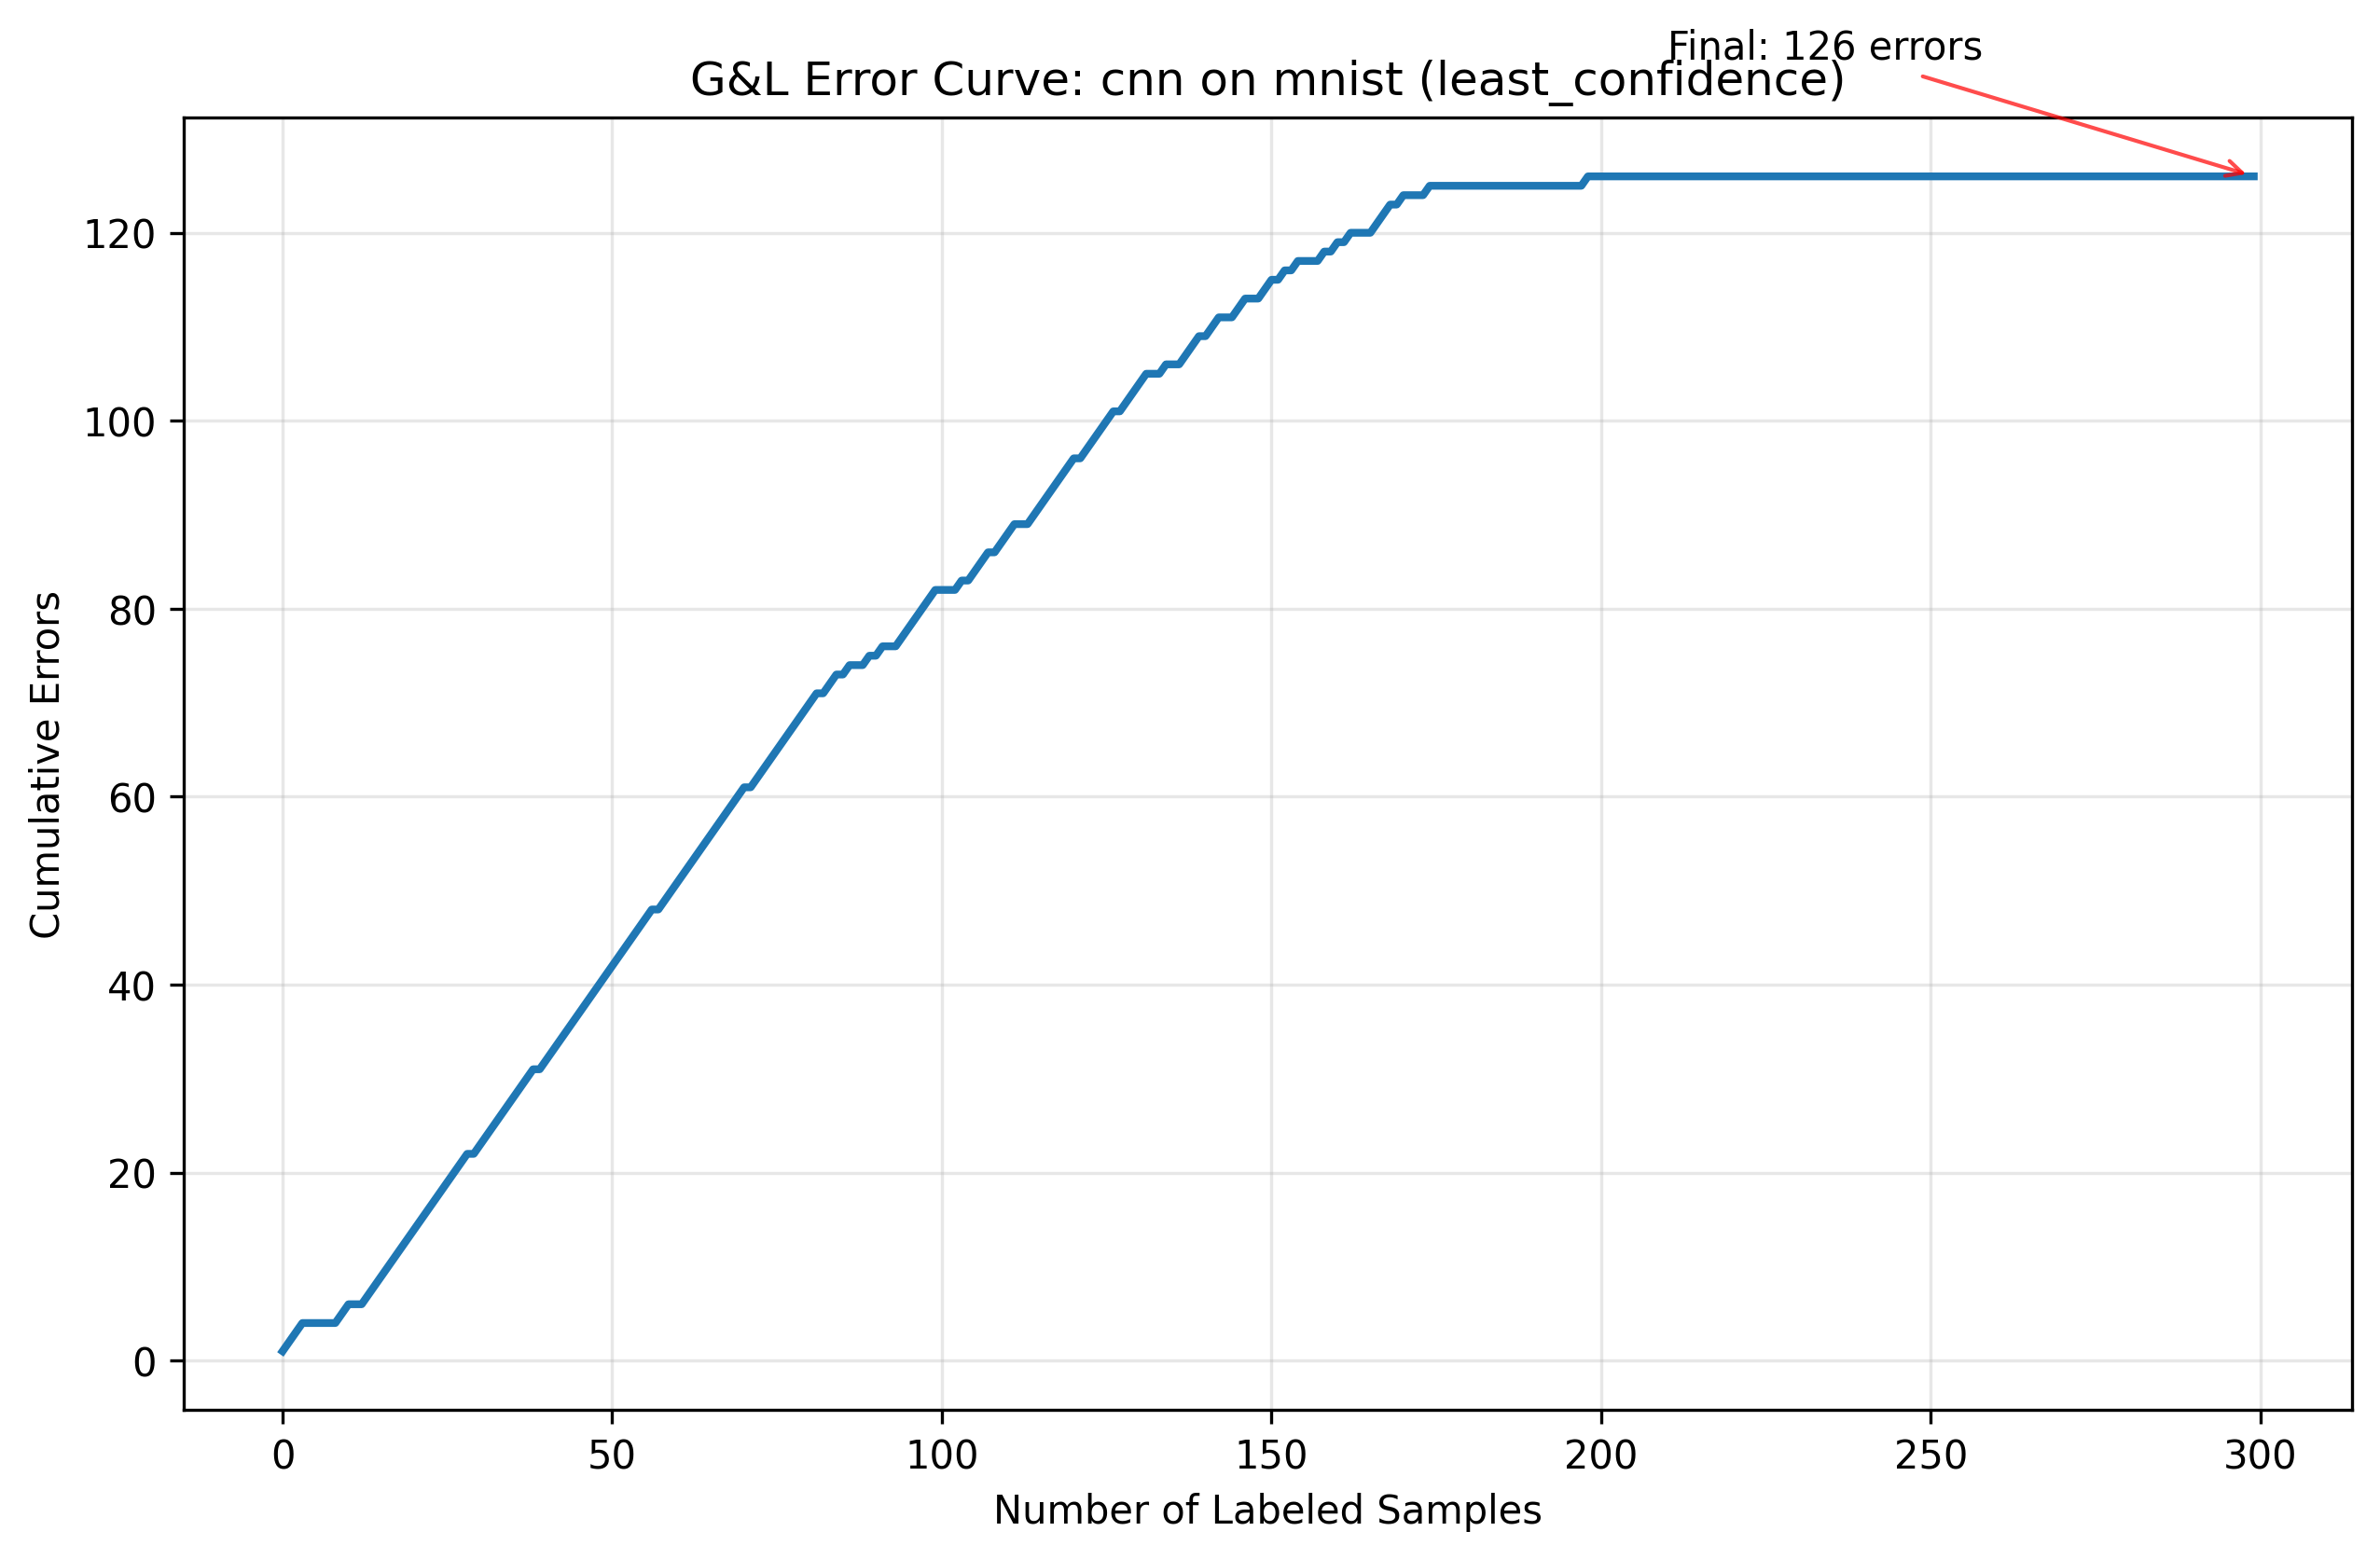 Final: 126 errors
G&L Error Curve: cnn on mnist (least_confidence)
Cumulative Errors
120
100
80
60
40
20
0
0 50 100 150 200 250 300
Number of Labeled Samples